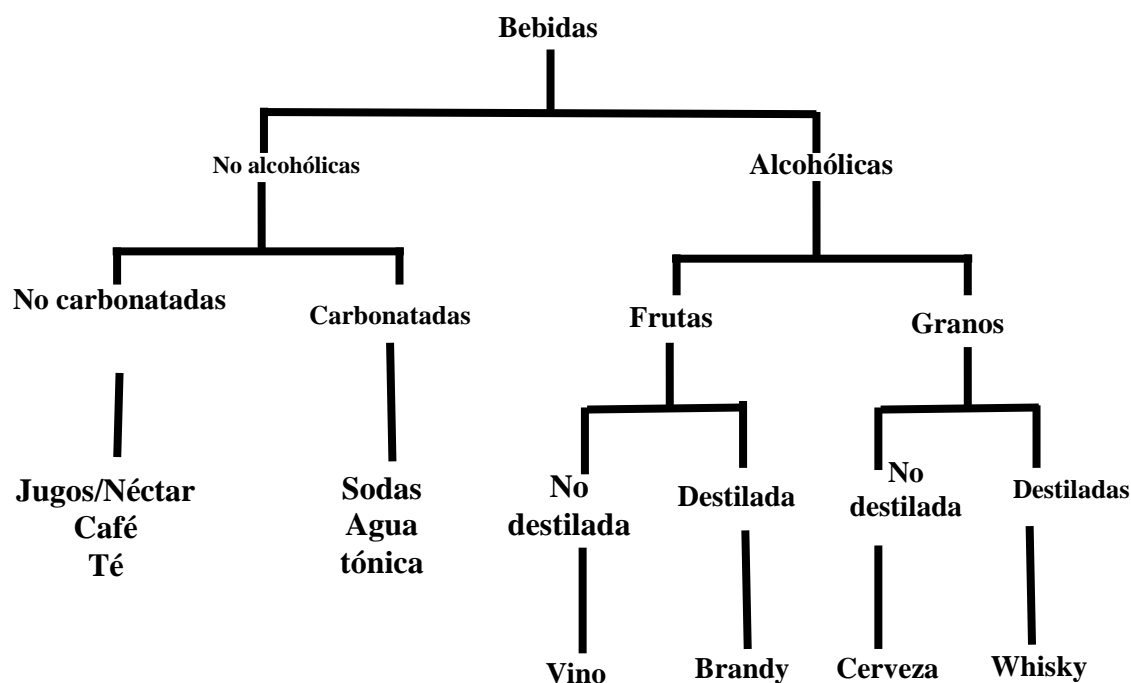 Bebidas
No alcohólicas
Alcohólicas
No carbonatadas
Carbonatadas
Frutas
Granos
Jugos/Néctar
Café
Té
Sodas
Agua
tónica
No
destilada
Destilada
No
destilada
Destiladas
Vino
Brandy
Cerveza
Whisky